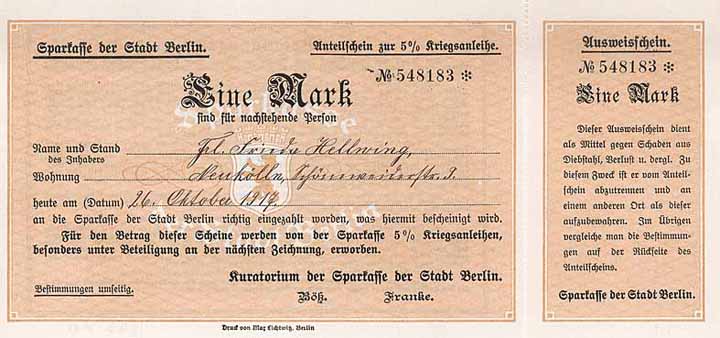 Sparkasse der Stadt Berlin.
Anteilschein zur 5% Kriegsanleihe.
№ 548183 ✻
Eine Mark
sind für nachstehende Person
Name und Stand des Inhabers Frl. Frieda Hellwing,
Wohnung Neukölln, Schönweiderstr. 3.
heute am (Datum) 26. Oktober 1917
an die Sparkasse der Stadt Berlin richtig eingezahlt worden, was hiermit bescheinigt wird.
Für den Betrag dieser Scheine werden von der Sparkasse 5% Kriegsanleihen,
besonders unter Beteiligung an der nächsten Zeichnung, erworben.
Kuratorium der Sparkasse der Stadt Berlin.
Bestimmungen umseitig.
Böß. Franke.
Druck von Max Lichtwitz, Berlin
Ausweisschein.
№ 548183 ✻
Eine Mark
Dieser Ausweisschein dient
als Mittel gegen Schaden aus
Diebstahl, Verlust u. dergl. Zu
diesem Zweck ist er vom Anteil-
schein abzutrennen und an
einem anderen Ort als dieser
aufzubewahren. Im Übrigen
vergleiche man die Bestimmun-
gen auf der Rückseite des
Anteilscheins.
Sparkasse der Stadt Berlin.